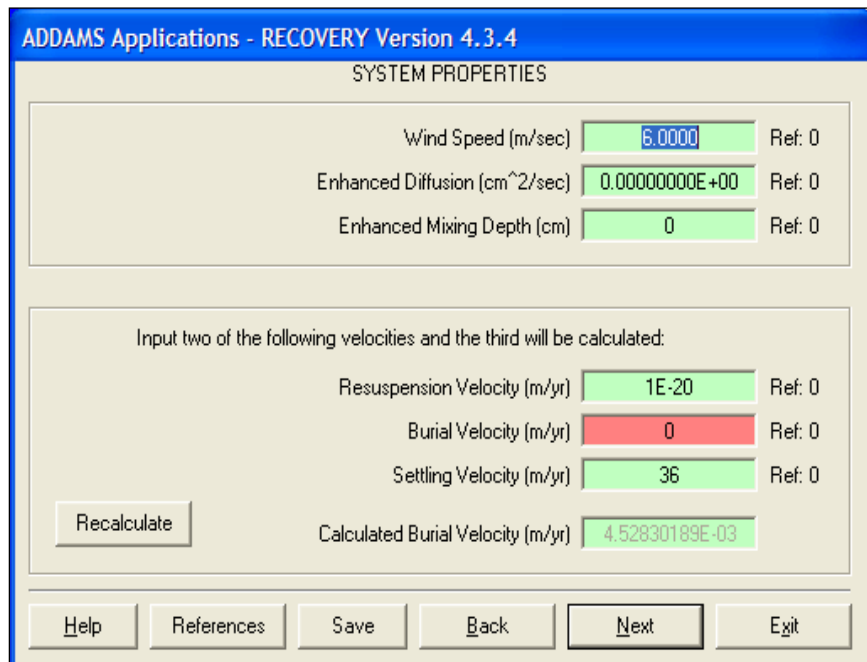 ADDAMS Applications - RECOVERY Version 4.3.4
SYSTEM PROPERTIES
Wind Speed (m/sec) 6.0000 Ref: 0
Enhanced Diffusion (cm^2/sec) 0.00000000E+00 Ref: 0
Enhanced Mixing Depth (cm) 0 Ref: 0
Input two of the following velocities and the third will be calculated:
Resuspension Velocity (m/yr) 1E-20 Ref: 0
Burial Velocity (m/yr) 0 Ref: 0
Settling Velocity (m/yr) 36 Ref: 0
Recalculate Calculated Burial Velocity (m/yr) 4.52830189E-03
Help References Save Back Next Exit